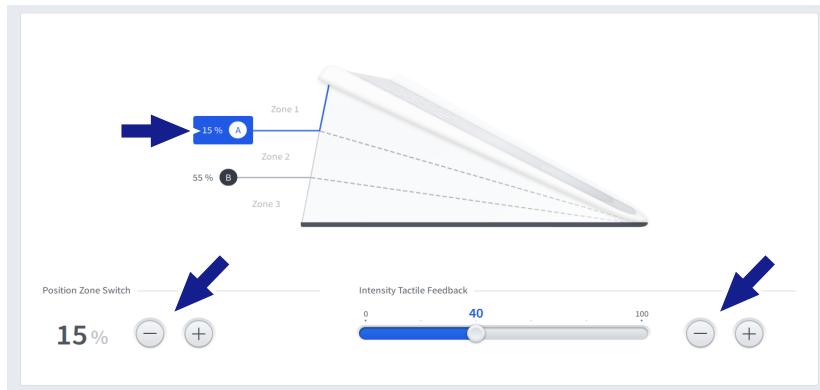 Zone 1
15 % A
Zone 2
55 % B
Zone 3
Position Zone Switch
Intensity Tactile Feedback
0 40 100
15 %